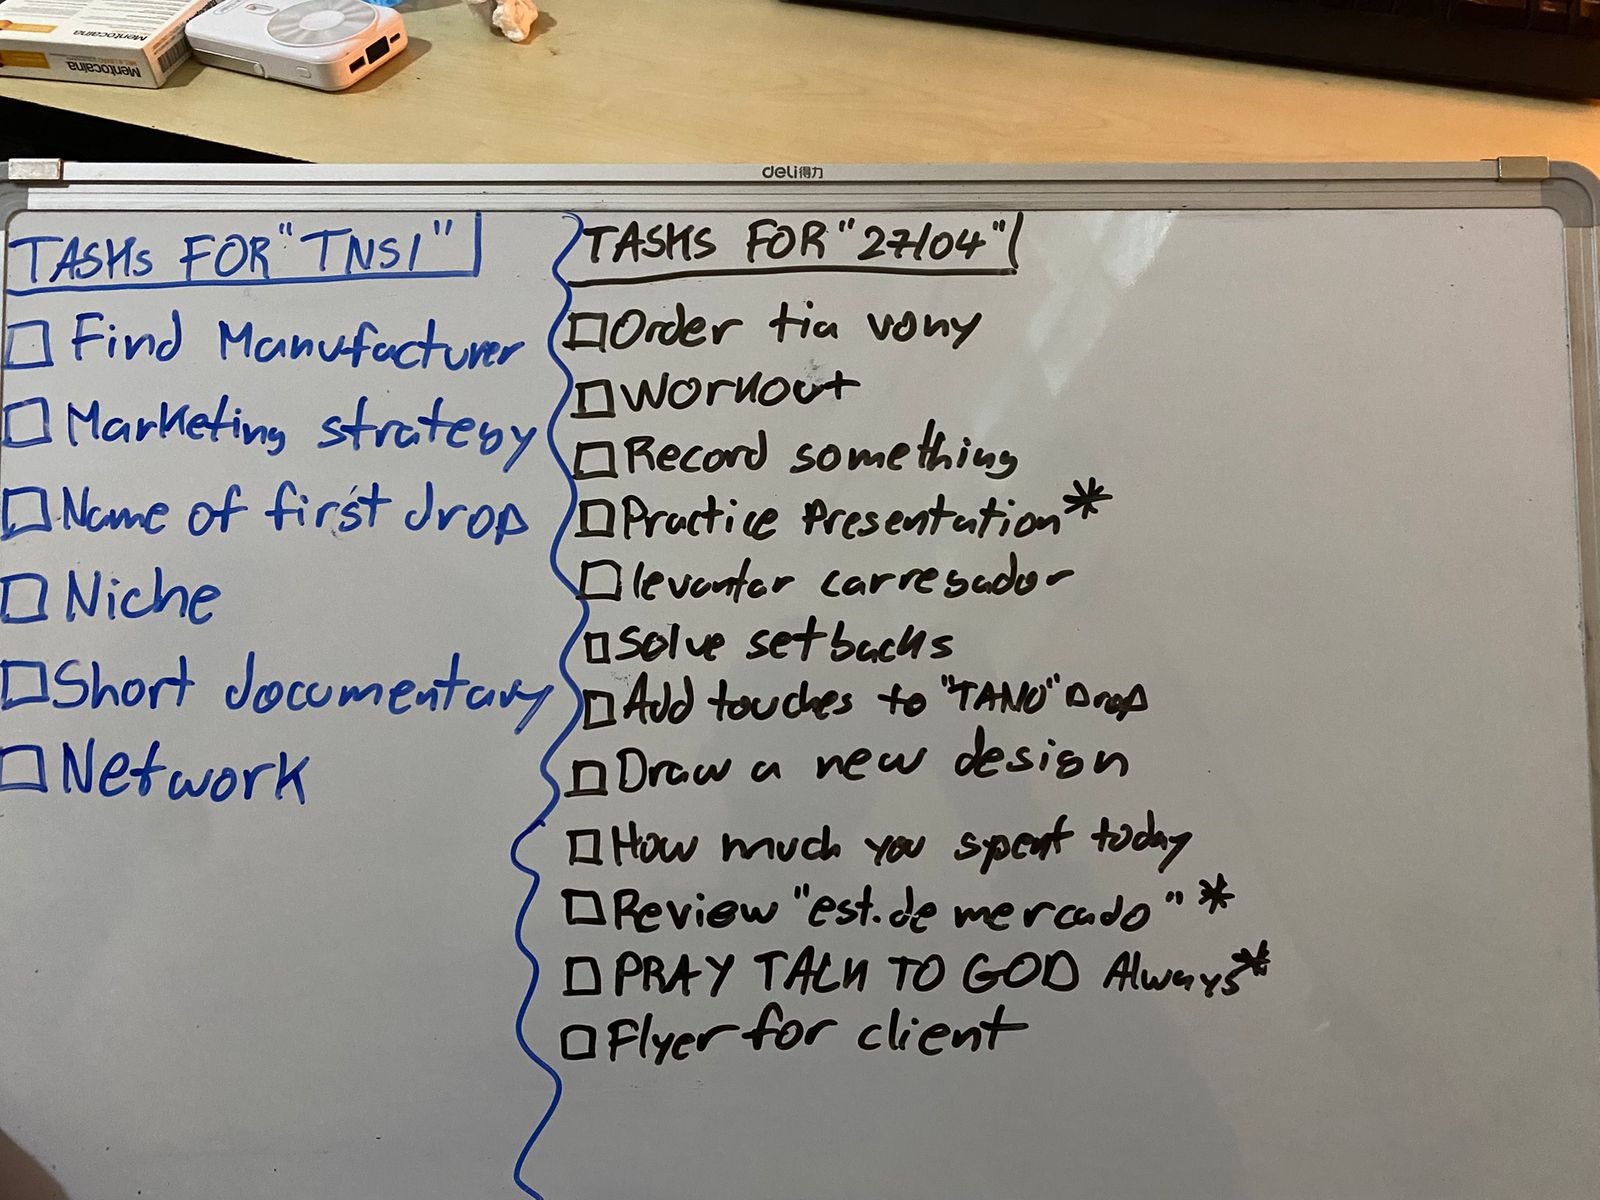 Mentocaína
deli得力
TASKS FOR "TNSI"
Find Manufacturer
Marketing strategy
Name of first drop
Niche
Short documentary
Network
TASKS FOR "27/04"
Order tia vony
Workout
Record something
Practice Presentation*
levantar carregador
Solve setbacks
Add touches to "TANO" Drop
Draw a new design
How much you spent today
Review "est. de mercado" *
PRAY TALK TO GOD Always*
Flyer for client